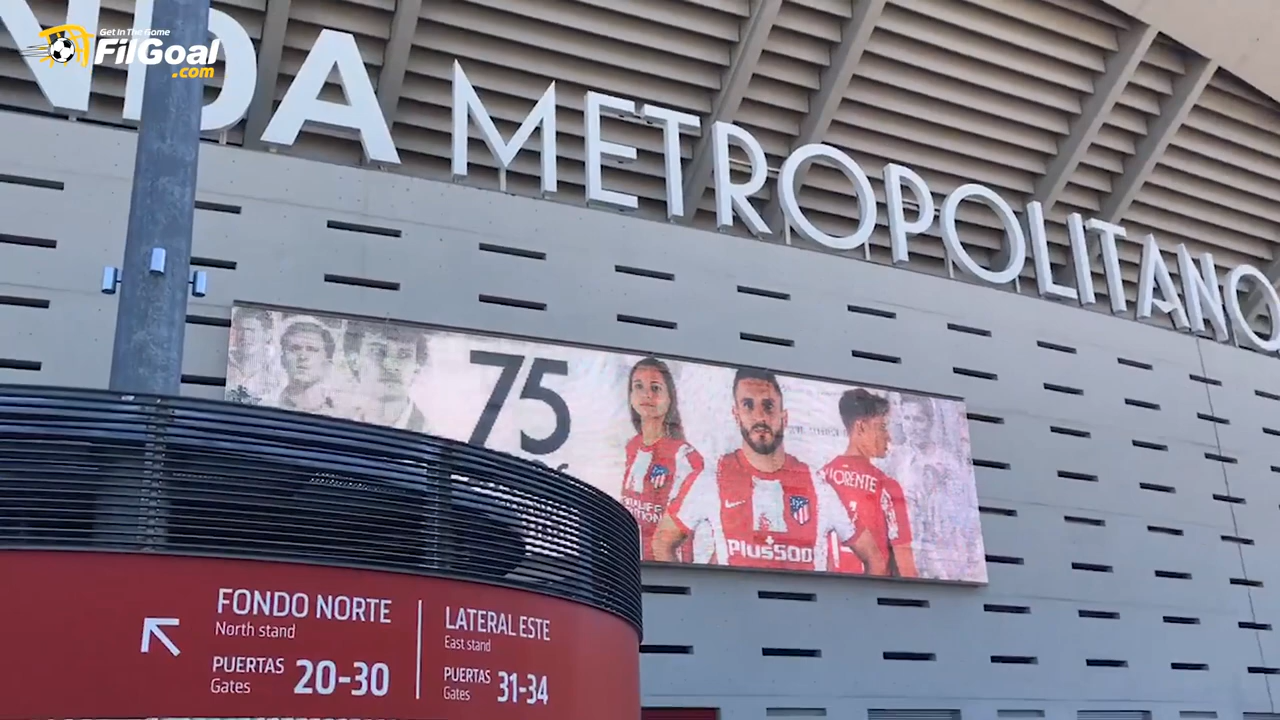 Get In The Game
FilGoal
.com
NDA METROPOLITANO
75
LORENTE
Plus500
FONDO NORTE
North stand
PUERTAS 20-30
Gates
LATERAL ESTE
East stand
PUERTAS 31-34
Gates